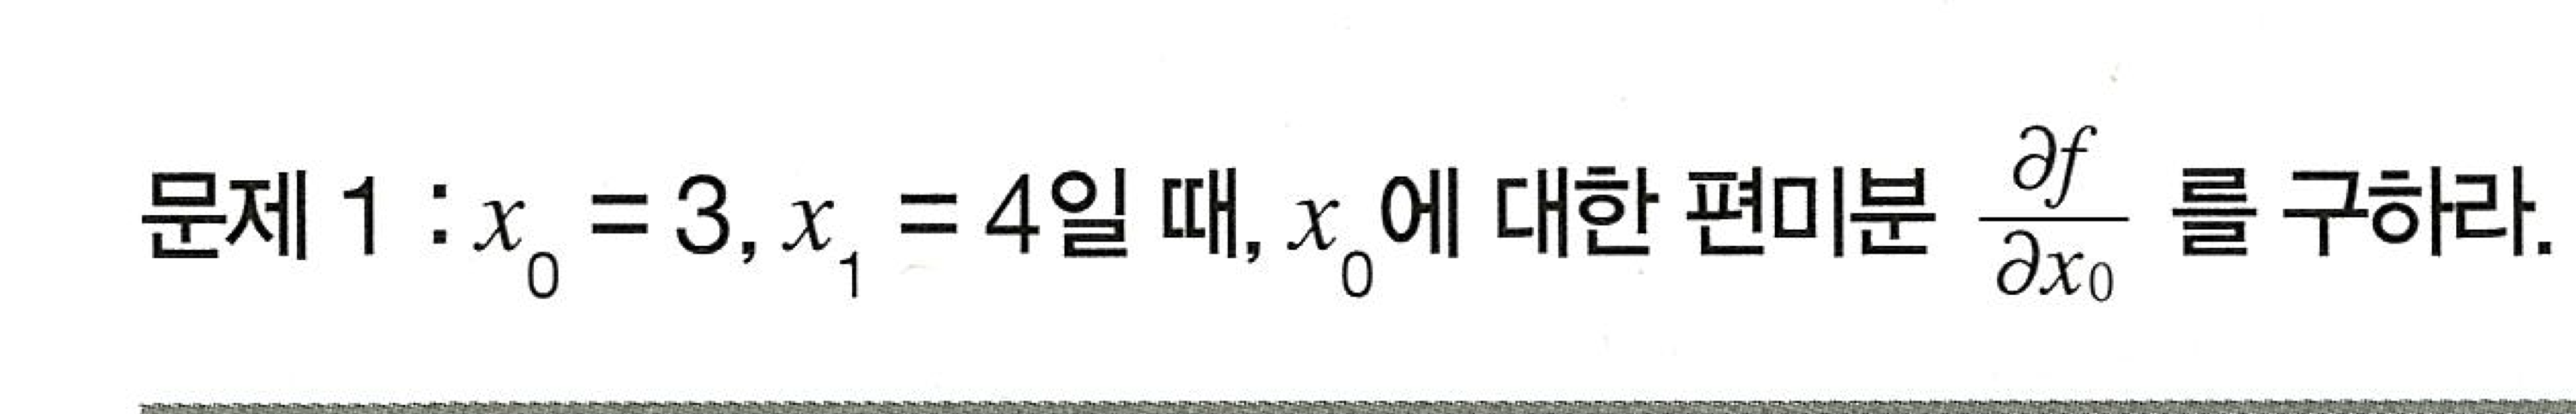 문제 1 : x₀ = 3, x₁ = 4일 때, x₀에 대한 편미분 ∂f/∂x₀ 를 구하라.